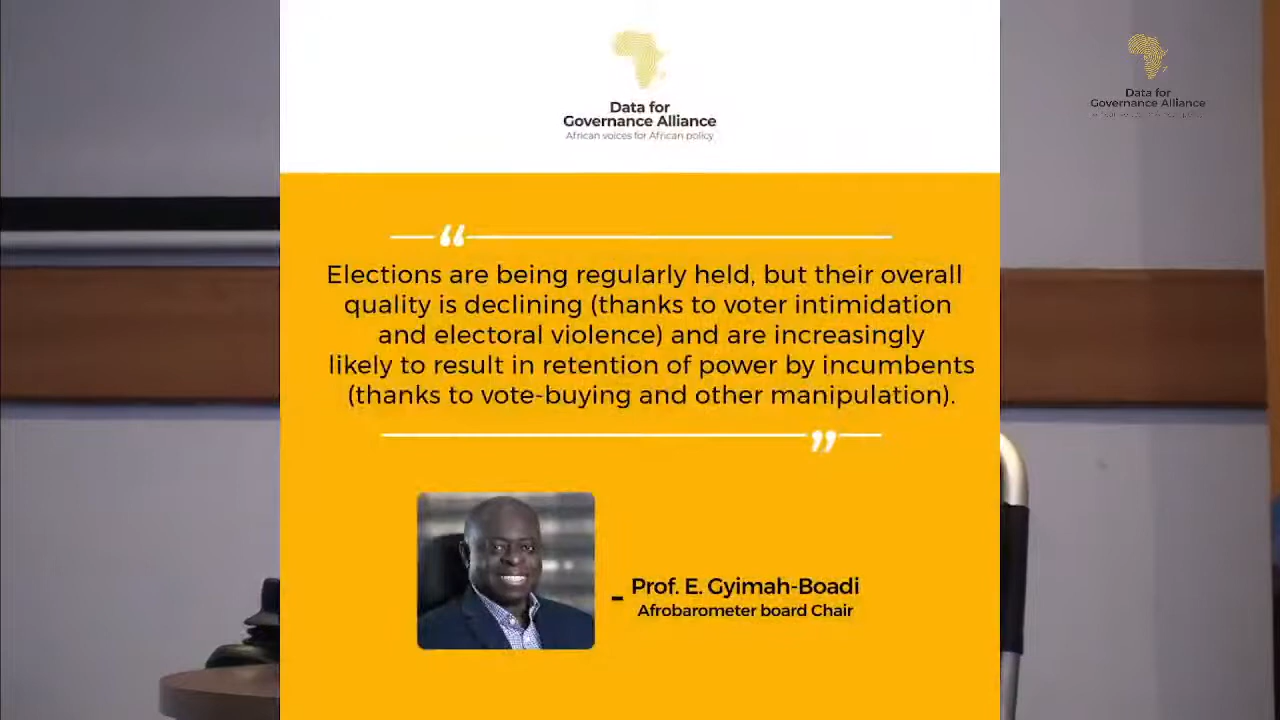 Data for
Governance Alliance
African voices for African policy
Data for
Governance Alliance
“
Elections are being regularly held, but their overall
quality is declining (thanks to voter intimidation
and electoral violence) and are increasingly
likely to result in retention of power by incumbents
(thanks to vote-buying and other manipulation).
”
- Prof. E. Gyimah-Boadi
Afrobarometer board Chair